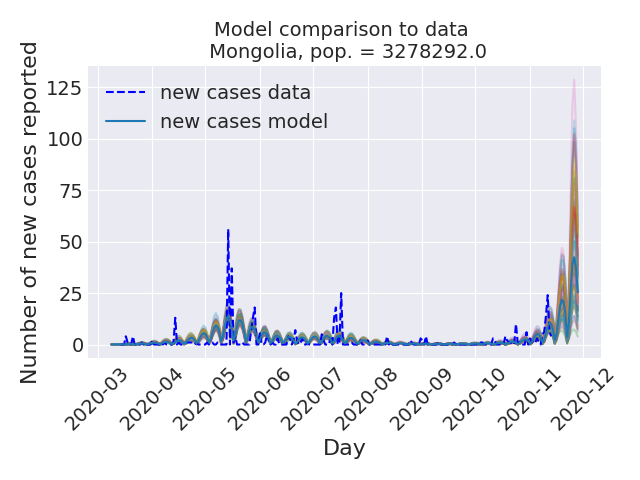 Model comparison to data
Mongolia, pop. = 3278292.0
Number of new cases reported
125
100
75
50
25
0
new cases data
new cases model
2020-03
2020-04
2020-05
2020-06
2020-07
2020-08
2020-09
2020-10
2020-11
2020-12
Day